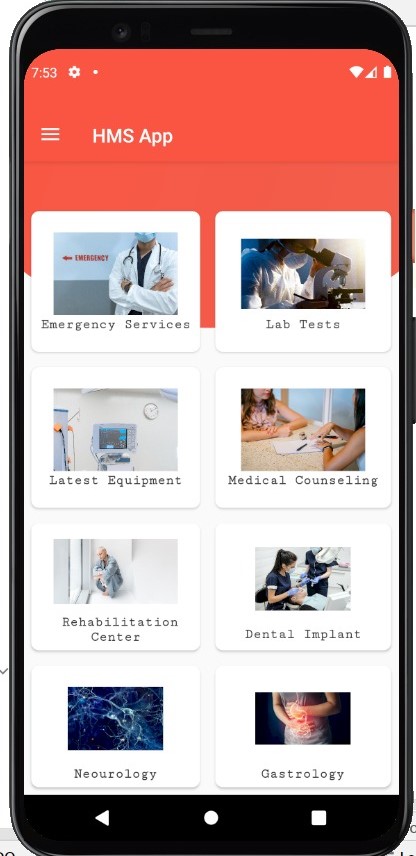 7:53
HMS App
EMERGENCY
Emergency Services
Lab Tests
Latest Equipment
Medical Counseling
Rehabilitation
Center
Dental Implant
Neourology
Gastrology